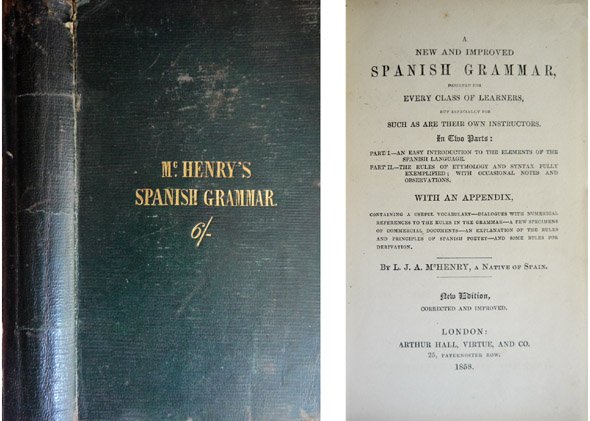 Mc. HENRY'S
SPANISH GRAMMAR.
6/-
A
NEW AND IMPROVED
SPANISH GRAMMAR,
DESIGNED FOR
EVERY CLASS OF LEARNERS,
BUT ESPECIALLY FOR
SUCH AS ARE THEIR OWN INSTRUCTORS.
In Two Parts:
PART I.—AN EASY INTRODUCTION TO THE ELEMENTS OF THE
SPANISH LANGUAGE.
PART II.—THE RULES OF ETYMOLOGY AND SYNTAX FULLY
EXEMPLIFIED; WITH OCCASIONAL NOTES AND
OBSERVATIONS.
WITH AN APPENDIX,
CONTAINING A USEFUL VOCABULARY—DIALOGUES WITH NUMERICAL
REFERENCES TO THE RULES IN THE GRAMMAR—A FEW SPECIMENS
OF COMMERCIAL DOCUMENTS—AN EXPLANATION OF THE RULES
AND PRINCIPLES OF SPANISH POETRY—AND SOME RULES FOR
DERIVATION.
BY L. J. A. McHENRY, A NATIVE OF SPAIN.
New Edition,
CORRECTED AND IMPROVED.
LONDON:
ARTHUR HALL, VIRTUE, AND CO.
25, PATERNOSTER ROW.
1858.